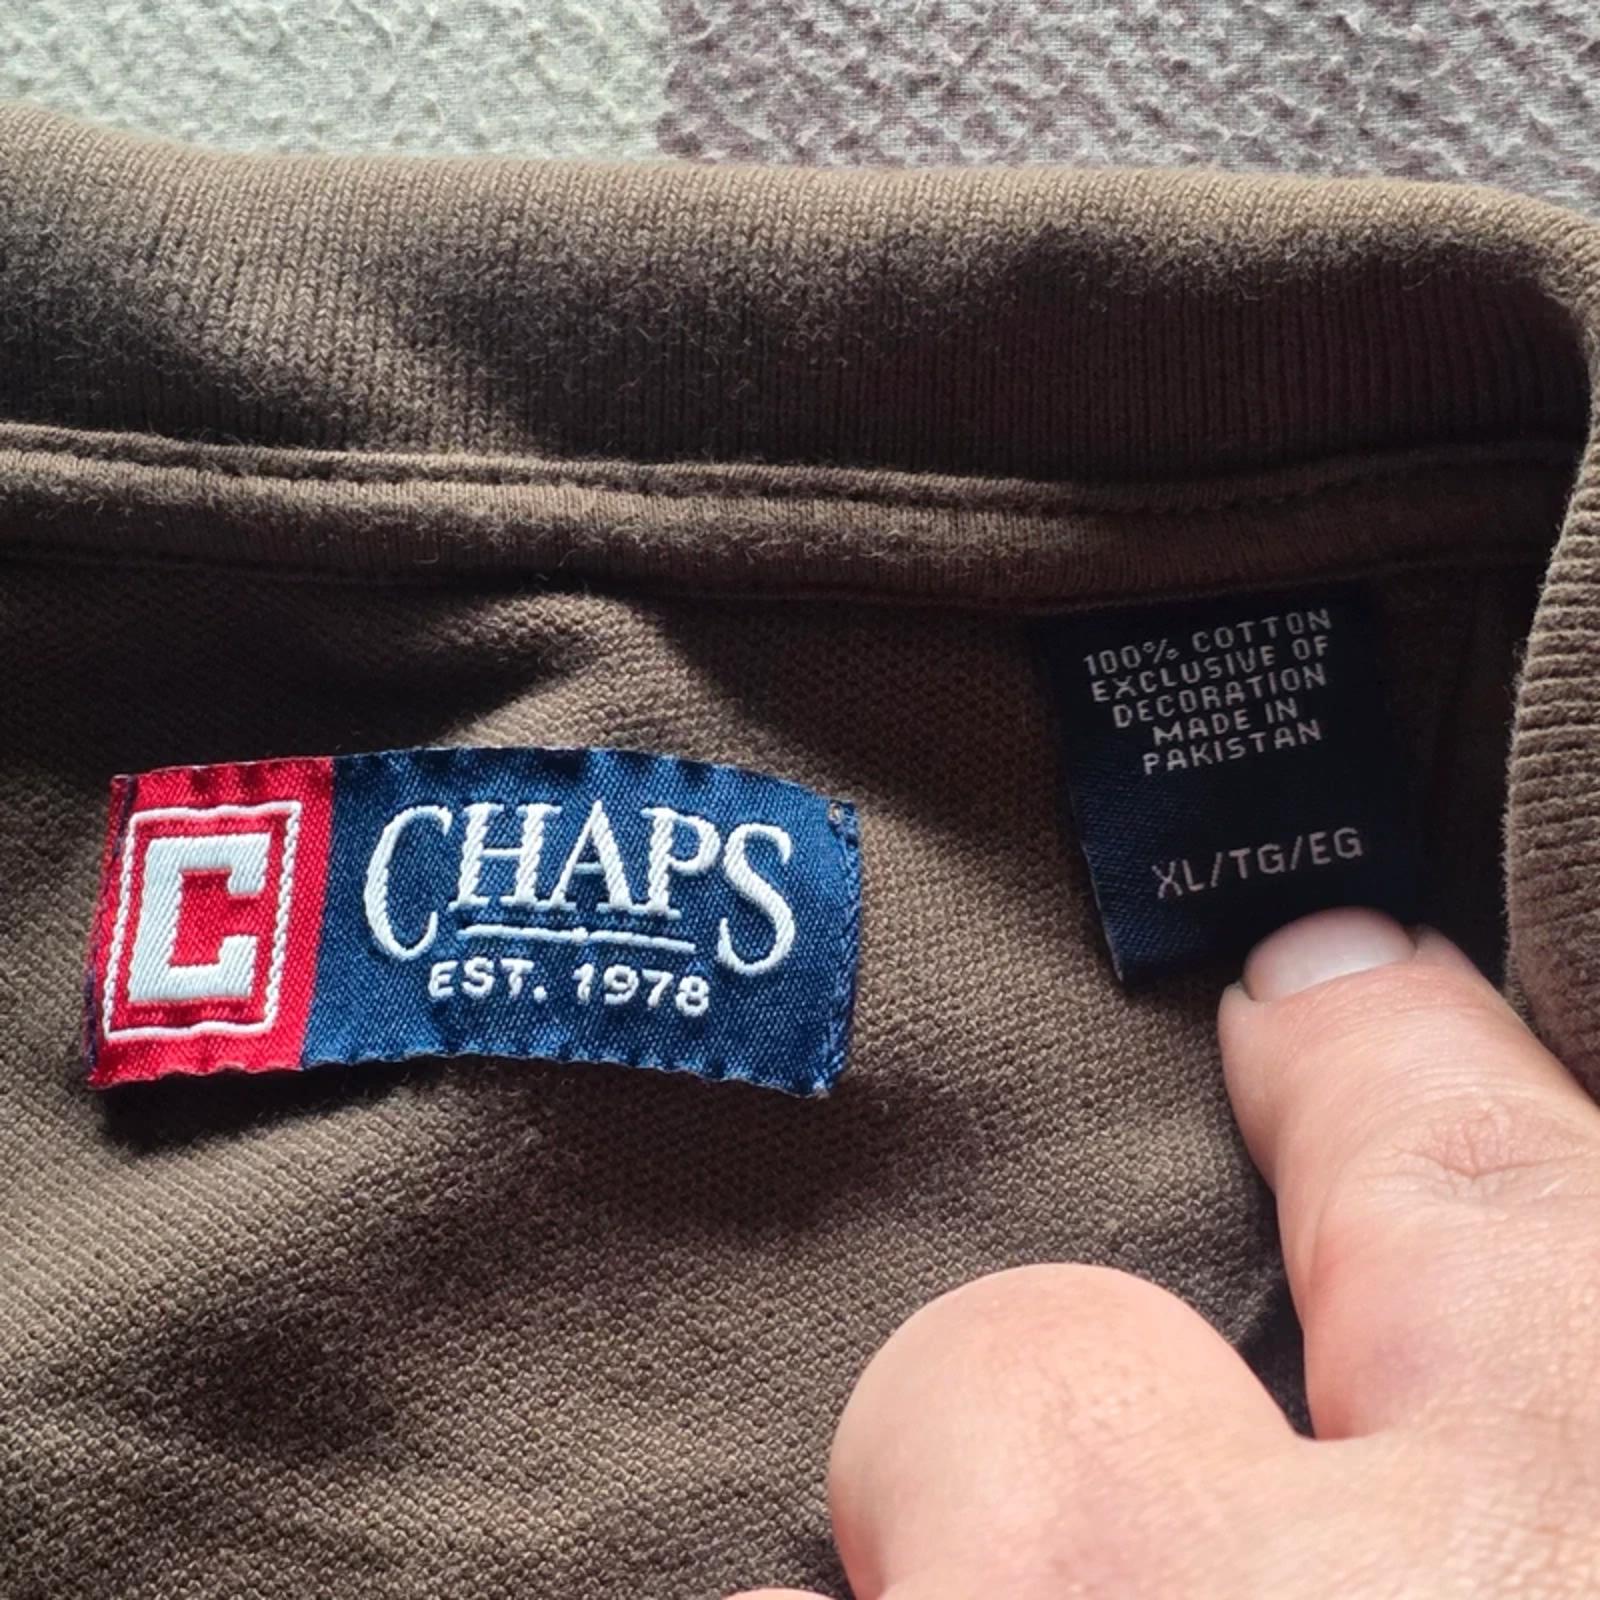 C
CHAPS
EST. 1978
100% COTTON
EXCLUSIVE OF
DECORATION
MADE IN
PAKISTAN
XL/TG/EG